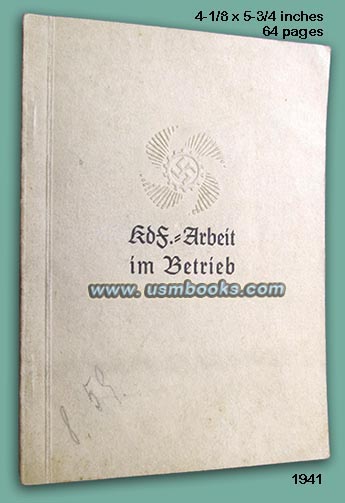 4-1/8 x 5-3/4 inches
64 pages
KdF.=Arbeit
im Betrieb
www. usmbooks.com
1941